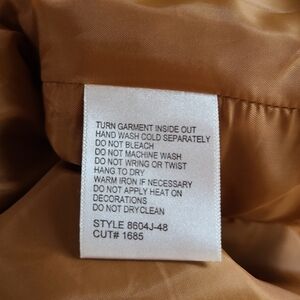 TURN GARMENT INSIDE OUT
HAND WASH COLD SEPARATELY
DO NOT BLEACH
DO NOT MACHINE WASH
DO NOT WRING OR TWIST
HANG TO DRY
WARM IRON IF NECESSARY
DO NOT APPLY HEAT ON
DECORATIONS
DO NOT DRYCLEAN
STYLE 8604J-48
CUT# 1685